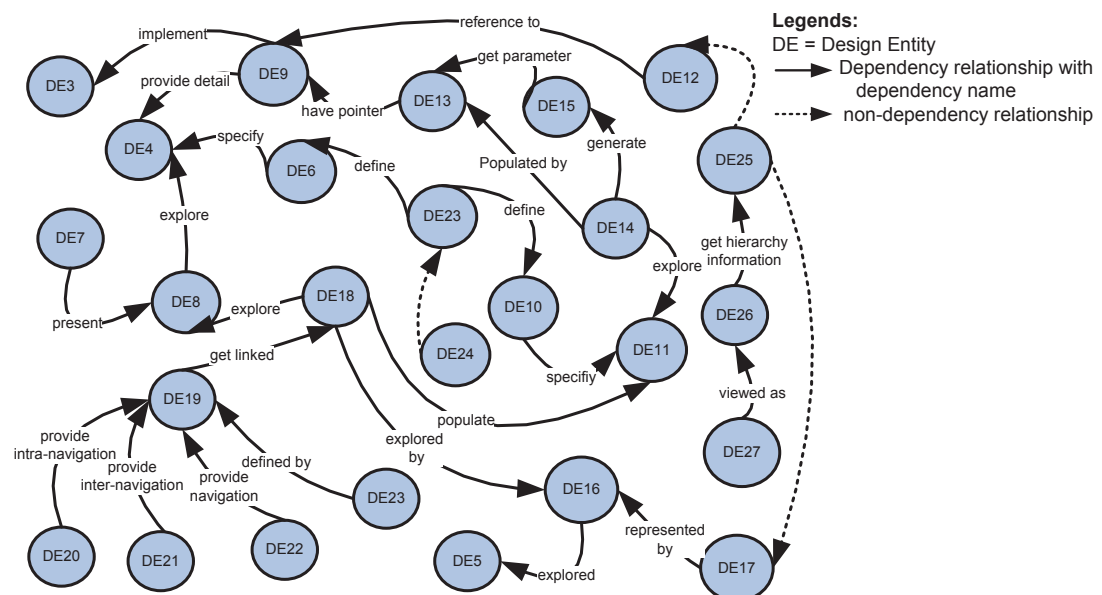 Legends:
DE = Design Entity
Dependency relationship with
dependency name
non-dependency relationship
reference to
implement
DE3
DE9
provide detail
get parameter
DE12
DE13
DE15
have pointer
DE4
specify
DE6
define
Populated by
generate
DE25
DE7
explore
DE23
define
DE14
get hierarchy
information
explore
present
DE8
explore
DE18
DE10
DE26
get linked
DE24
specifiy
DE11
DE19
populate
viewed as
provide
intra-navigation
provide
inter-navigation
provide
navigation
defined by
explored
by
DE27
DE23
DE16
represented
by
DE20
DE21
DE22
DE5
explored
DE17